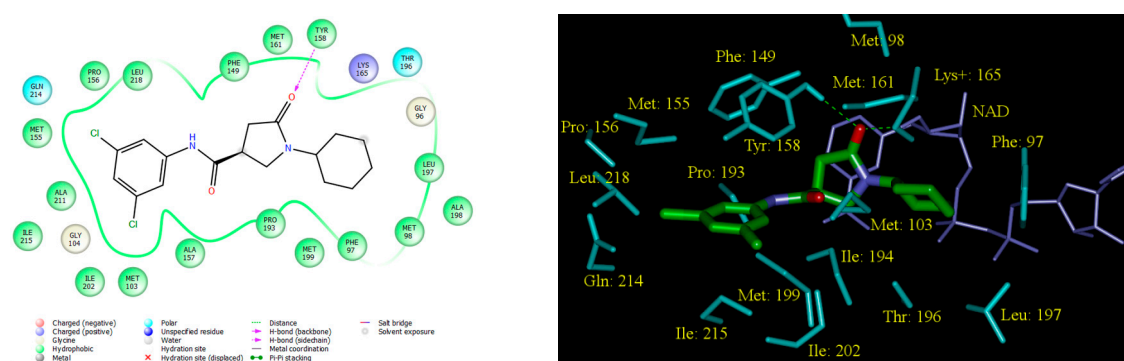 MET
161
TYR
158
PRO
156
LEU
218
PHE
149
LYS
165
THR
196
GLN
214
O
GLY
96
MET
155
Cl
H
N
N
O
LEU
197
ALA
211
Cl
ALA
198
ILE
215
GLY
104
PRO
193
MET
98
ALA
157
MET
199
PHE
97
ILE
202
MET
103
Charged (negative)
Charged (positive)
Glycine
Hydrophobic
Metal
Polar
Unspecified residue
Water
Hydration site
Hydration site (displaced)
Distance
H-bond (backbone)
H-bond (sidechain)
Metal coordination
Pi-Pi stacking
Salt bridge
Solvent exposure
Met: 98
Phe: 149
Met: 161
Lys+: 165
Met: 155
NAD
Pro: 156
Tyr: 158
Phe: 97
Leu: 218
Pro: 193
Met: 103
Gln: 214
Ile: 194
Met: 199
Thr: 196
Leu: 197
Ile: 215
Ile: 202